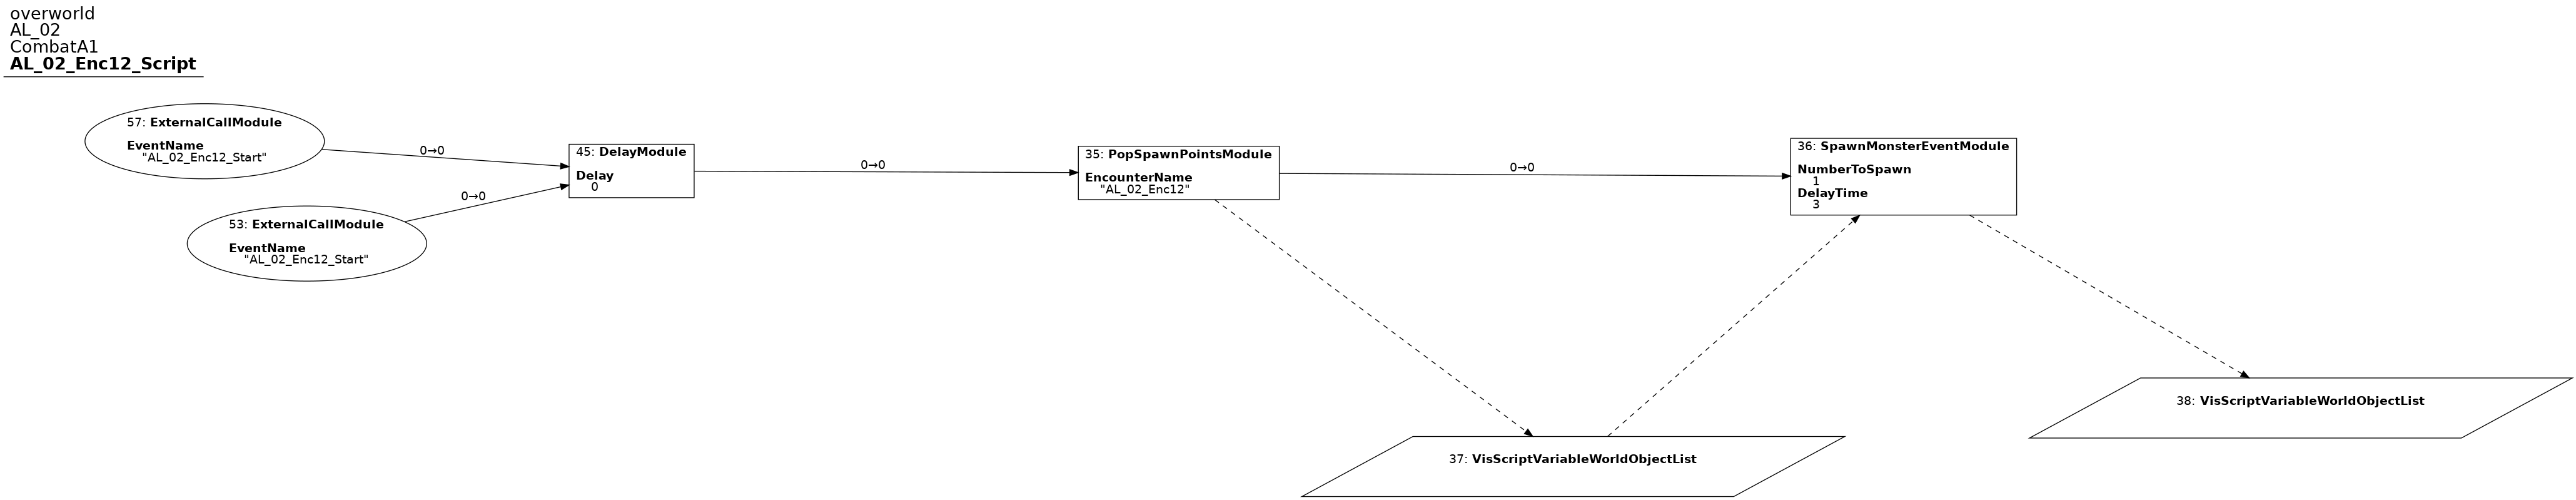 overworld
AL_02
CombatA1
AL_02_Enc12_Script
57: ExternalCallModule
EventName
"AL_02_Enc12_Start"
0→0
53: ExternalCallModule
EventName
"AL_02_Enc12_Start"
0→0
45: DelayModule
Delay
0
0→0
35: PopSpawnPointsModule
EncounterName
"AL_02_Enc12"
0→0
36: SpawnMonsterEventModule
NumberToSpawn
1
DelayTime
3
37: VisScriptVariableWorldObjectList
38: VisScriptVariableWorldObjectList